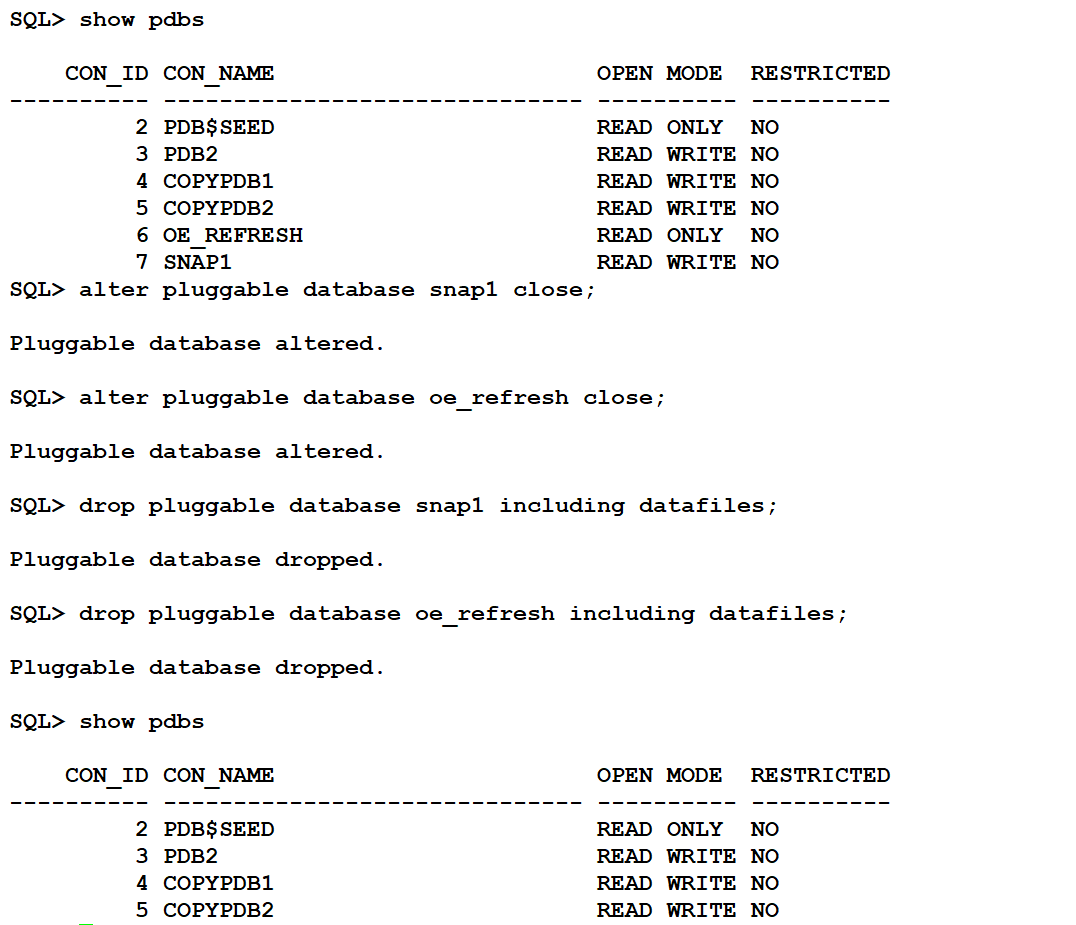 SQL> show pdbs
    CON_ID CON_NAME                       OPEN MODE  RESTRICTED
---------- ------------------------------ ---------- ----------
         2 PDB$SEED                       READ ONLY  NO
         3 PDB2                           READ WRITE NO
         4 COPYPDB1                       READ WRITE NO
         5 COPYPDB2                       READ WRITE NO
         6 OE_REFRESH                     READ ONLY  NO
         7 SNAP1                          READ WRITE NO
SQL> alter pluggable database snap1 close;
Pluggable database altered.
SQL> alter pluggable database oe_refresh close;
Pluggable database altered.
SQL> drop pluggable database snap1 including datafiles;
Pluggable database dropped.
SQL> drop pluggable database oe_refresh including datafiles;
Pluggable database dropped.
SQL> show pdbs
    CON_ID CON_NAME                       OPEN MODE  RESTRICTED
---------- ------------------------------ ---------- ----------
         2 PDB$SEED                       READ ONLY  NO
         3 PDB2                           READ WRITE NO
         4 COPYPDB1                       READ WRITE NO
         5 COPYPDB2                       READ WRITE NO